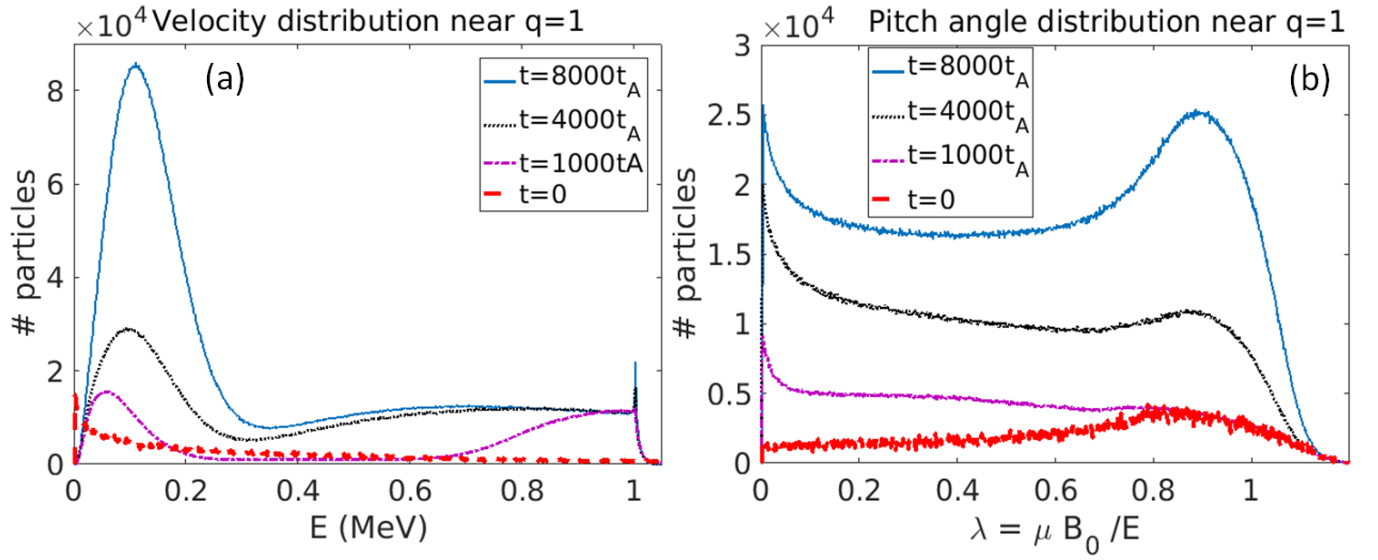 ×10⁴ Velocity distribution near q=1
(a)
t=8000t_A
t=4000t_A
t=1000tA
t=0
8
6
4
2
0
# particles
0 0.2 0.4 0.6 0.8 1
E (MeV)
×10⁴ Pitch angle distribution near q=1
(b)
t=8000t_A
t=4000t_A
t=1000t_A
t=0
3
2.5
2
1.5
1
0.5
0
# particles
0 0.2 0.4 0.6 0.8 1
λ = μ B_0 /E